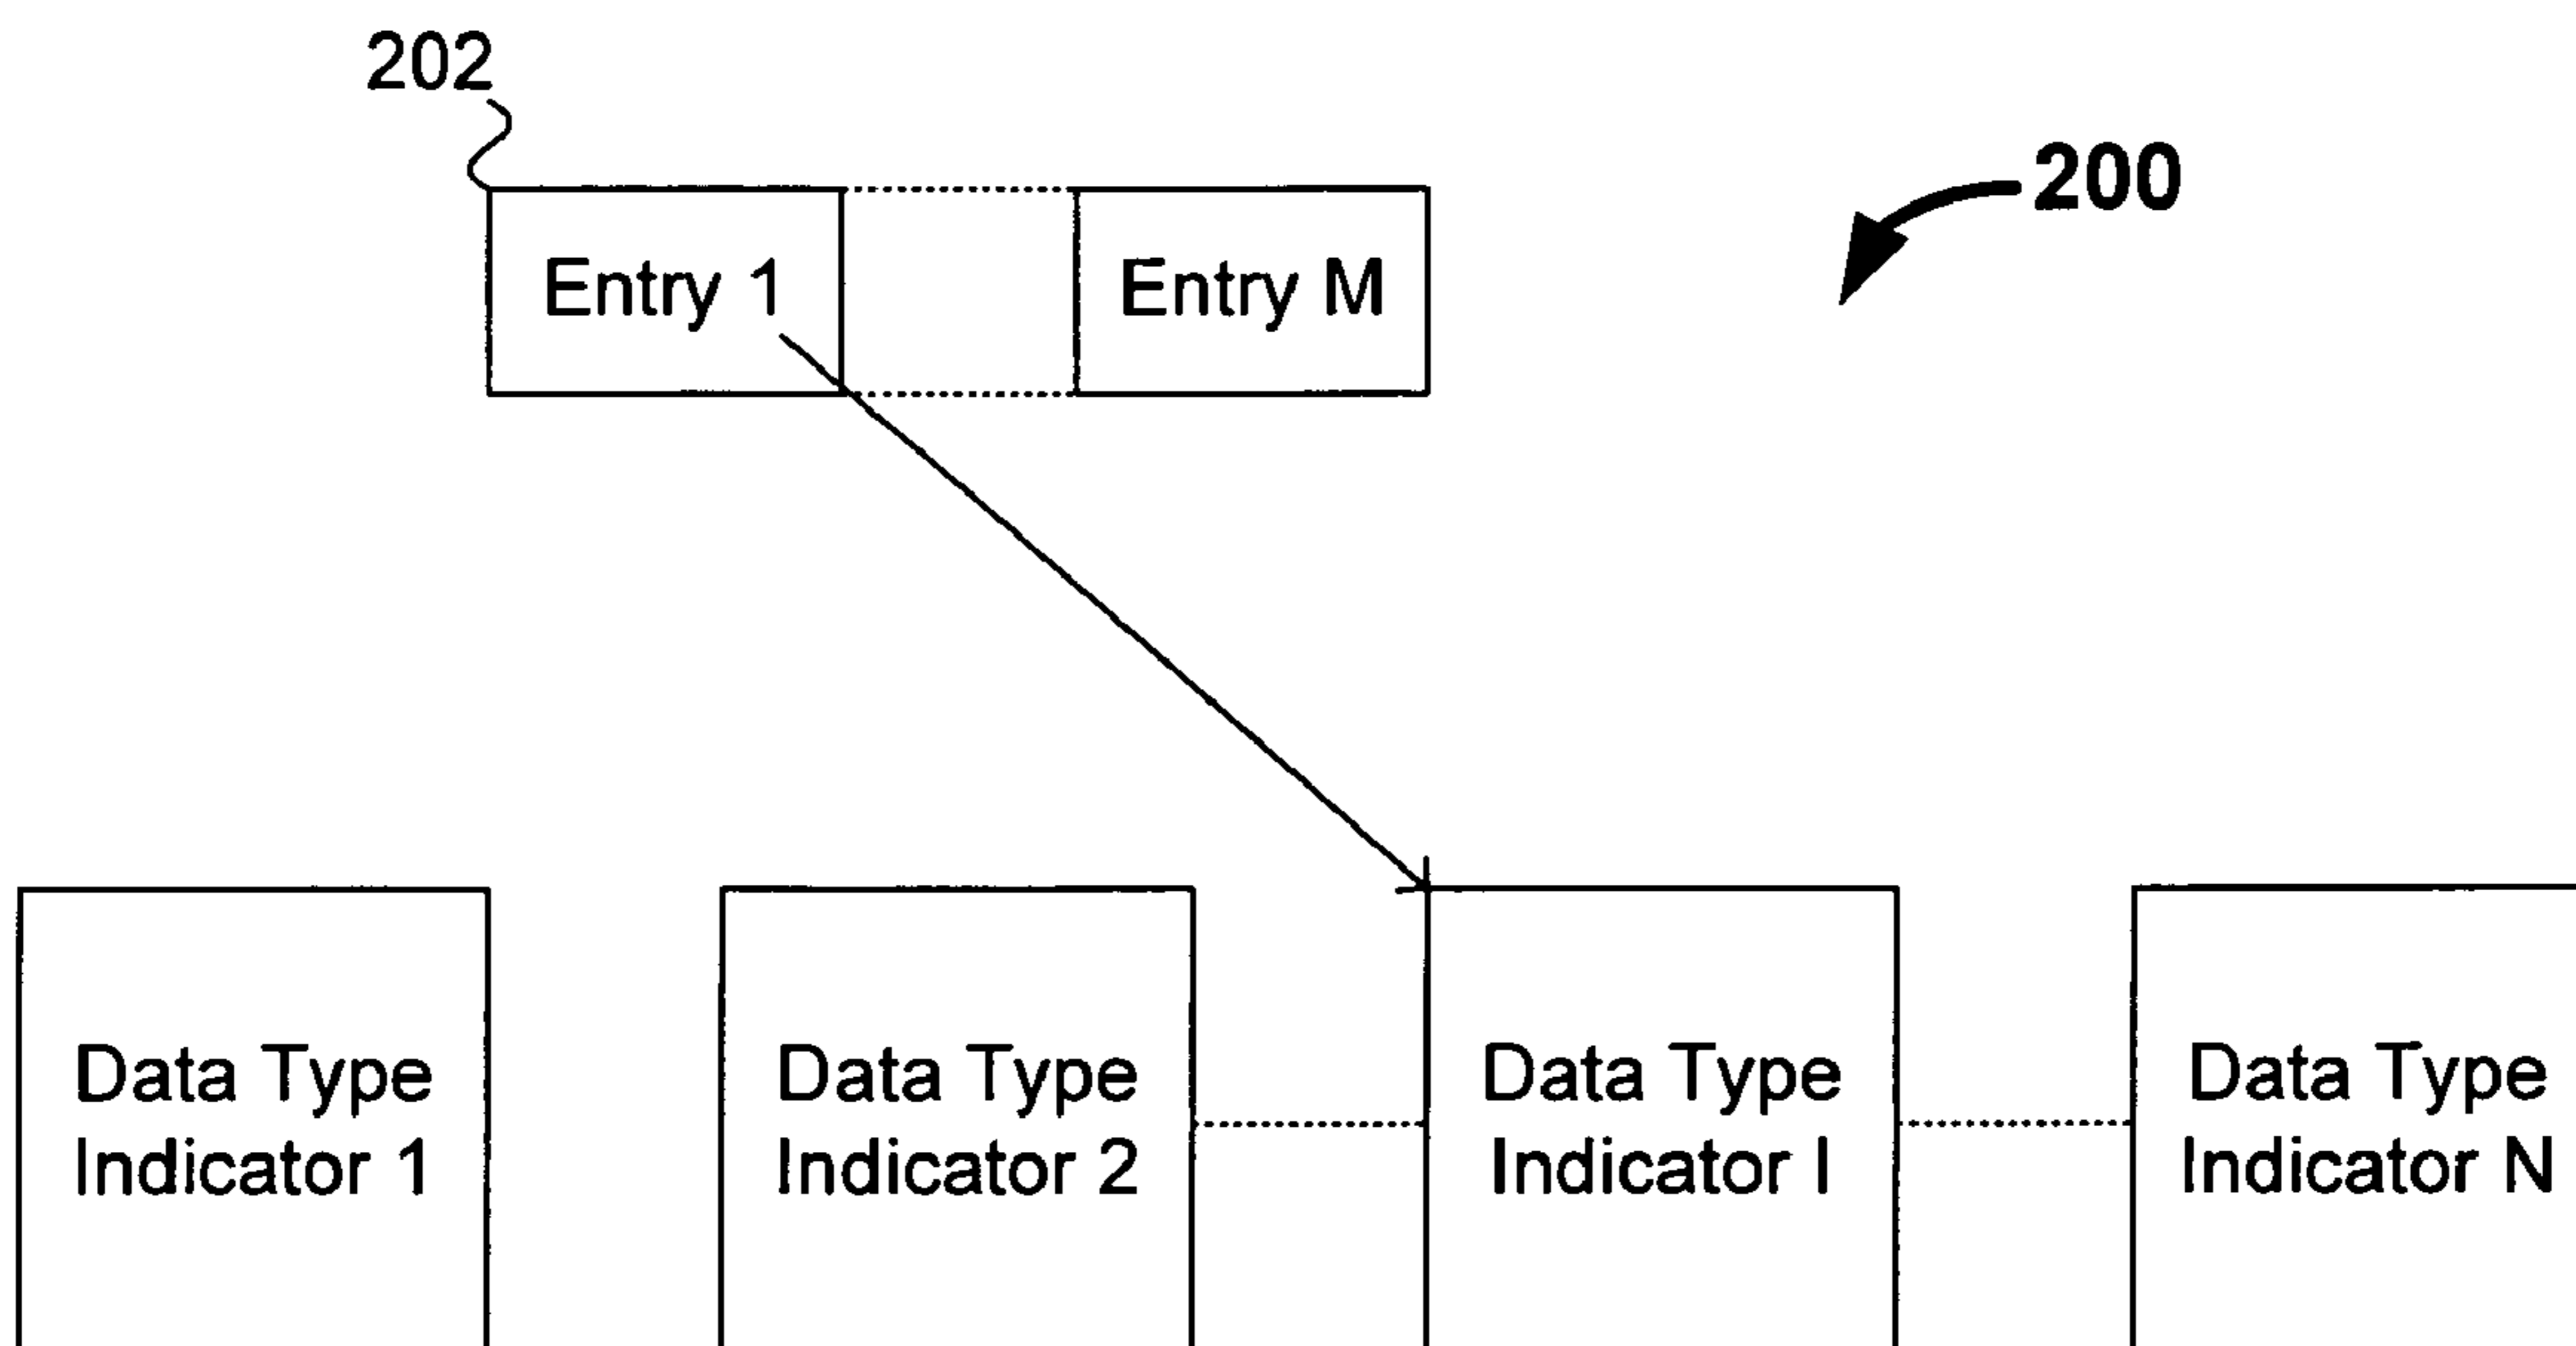 202
200
Entry 1
Entry M
Data Type
Indicator 1
Data Type
Indicator 2
Data Type
Indicator I
Data Type
Indicator N